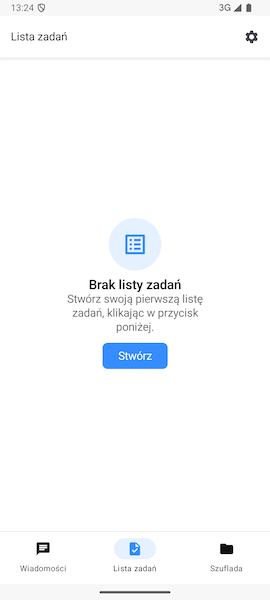 13:24 3G
Lista zadań
Brak listy zadań
Stwórz swoją pierwszą listę
zadań, klikając w przycisk
poniżej.
Stwórz
Wiadomości Lista zadań Szuflada